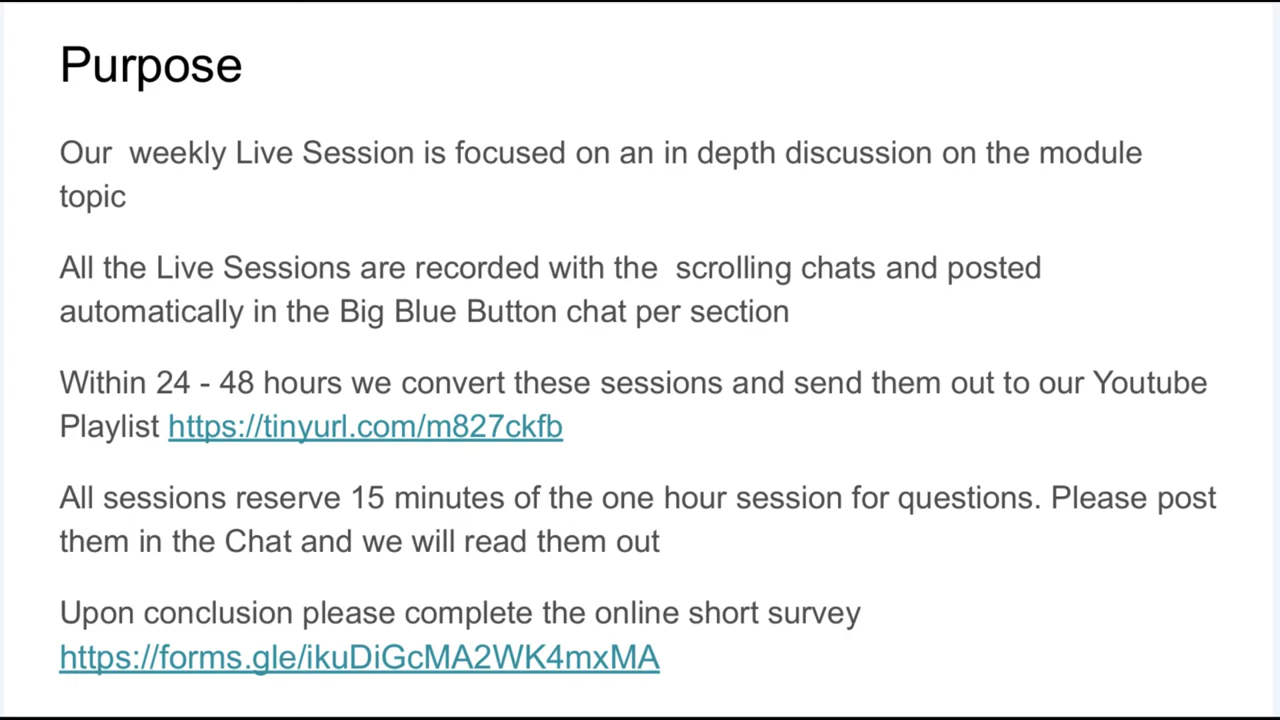 Purpose
Our  weekly Live Session is focused on an in depth discussion on the module
topic
All the Live Sessions are recorded with the  scrolling chats and posted
automatically in the Big Blue Button chat per section
Within 24 - 48 hours we convert these sessions and send them out to our Youtube
Playlist https://tinyurl.com/m827ckfb
All sessions reserve 15 minutes of the one hour session for questions. Please post
them in the Chat and we will read them out
Upon conclusion please complete the online short survey
https://forms.gle/ikuDiGcMA2WK4mxMA